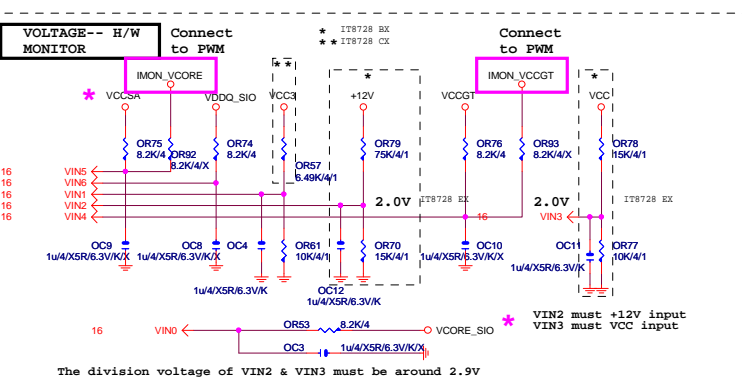 VOLTAGE-- H/W
MONITOR
Connect
to PWM
* IT8728 BX
** IT8728 CX
Connect
to PWM
IMON_VCORE
* *
*
IMON_VCCGT
*
*
VCCSA
VDDQ_SIO
VCC3
+12V
VCCGT
VCC
OR75
8.2K/4
OR92
8.2K/4/X
OR74
8.2K/4
OR57
6.49K/4/1
OR79
75K/4/1
OR76
8.2K/4
OR93
8.2K/4/X
OR78
15K/4/1
16 VIN5
16 VIN6
16 VIN1
16 VIN2
16 VIN4
2.0V
IT8728 EX
16
2.0V
VIN3
IT8728 EX
OC9
1u/4/X5R/6.3V/K/X
OC8
1u/4/X5R/6.3V/K/X
OC4
1u/4/X5R/6.3V/K
OR61
10K/4/1
OC12
1u/4/X5R/6.3V/K
OR70
15K/4/1
OC10
1u/4/X5R/6.3V/K/X
OC11
1u/4/X5R/6.3V/K
OR77
10K/4/1
16 VIN0
OR53
8.2K/4
VCORE_SIO
OC3
1u/4/X5R/6.3V/K/X
* VIN2 must +12V input
VIN3 must VCC input
The division voltage of VIN2 & VIN3 must be around 2.9V